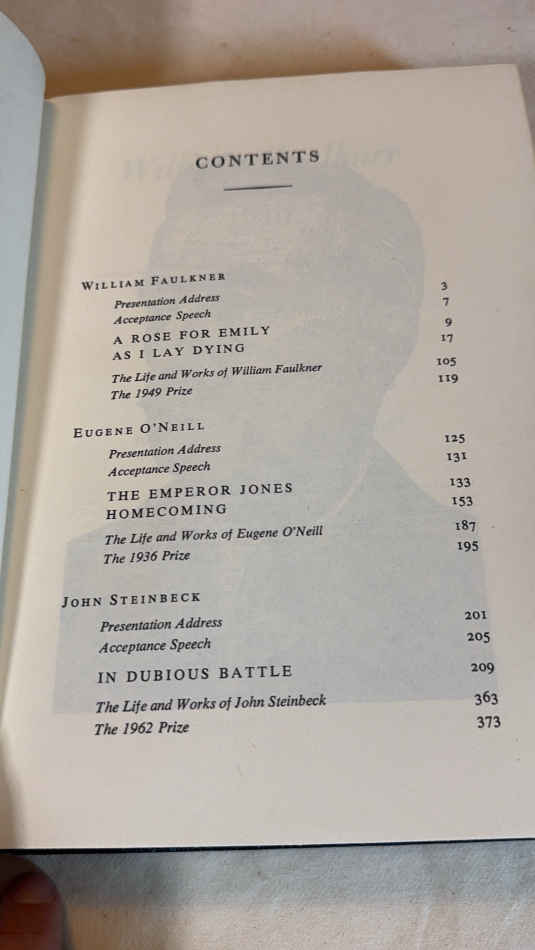 CONTENTS
WILLIAM FAULKNER
Presentation Address 3
Acceptance Speech 7
A ROSE FOR EMILY 9
AS I LAY DYING 17
The Life and Works of William Faulkner 105
The 1949 Prize 119
EUGENE O'NEILL
Presentation Address 125
Acceptance Speech 131
THE EMPEROR JONES 133
HOMECOMING 153
The Life and Works of Eugene O'Neill 187
The 1936 Prize 195
JOHN STEINBECK
Presentation Address 201
Acceptance Speech 205
IN DUBIOUS BATTLE 209
The Life and Works of John Steinbeck 363
The 1962 Prize 373